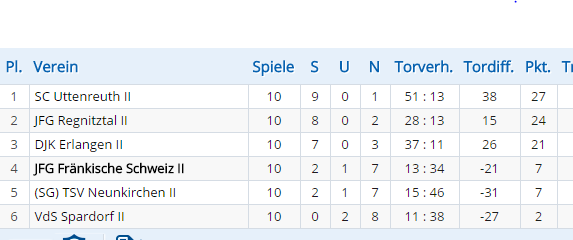 Pl. Verein Spiele S U N Torverh. Tordiff. Pkt.
1 SC Uttenreuth II 10 9 0 1 51 : 13 38 27
2 JFG Regnitztal II 10 8 0 2 28 : 13 15 24
3 DJK Erlangen II 10 7 0 3 37 : 11 26 21
4 JFG Fränkische Schweiz II 10 2 1 7 13 : 34 -21 7
5 (SG) TSV Neunkirchen II 10 2 1 7 15 : 46 -31 7
6 VdS Spardorf II 10 0 2 8 11 : 38 -27 2